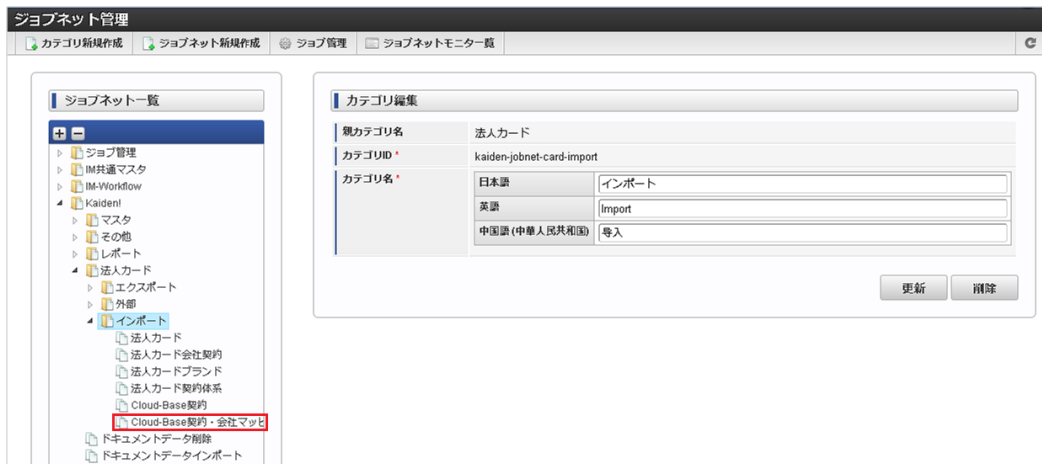 ジョブネット管理
カテゴリ新規作成 ジョブネット新規作成 ジョブ管理 ジョブネットモニター覧
ジョブネット一覧
ジョブ管理
IM共通マスタ
IM-Workflow
Kaiden!
マスタ
その他
レポート
法人カード
エクスポート
外部
インポート
法人カード
法人カード会社契約
法人カードブランド
法人カード契約体系
Cloud-Base契約
Cloud-Base契約・会社マッピ
ドキュメントデータ削除
ドキュメントデータインポート
カテゴリ編集
親カテゴリ名 法人カード
カテゴリID * kaiden-jobnet-card-import
カテゴリ名 * 日本語 インポート
英語 Import
中国語 (中華人民共和国) 导入
更新 削除